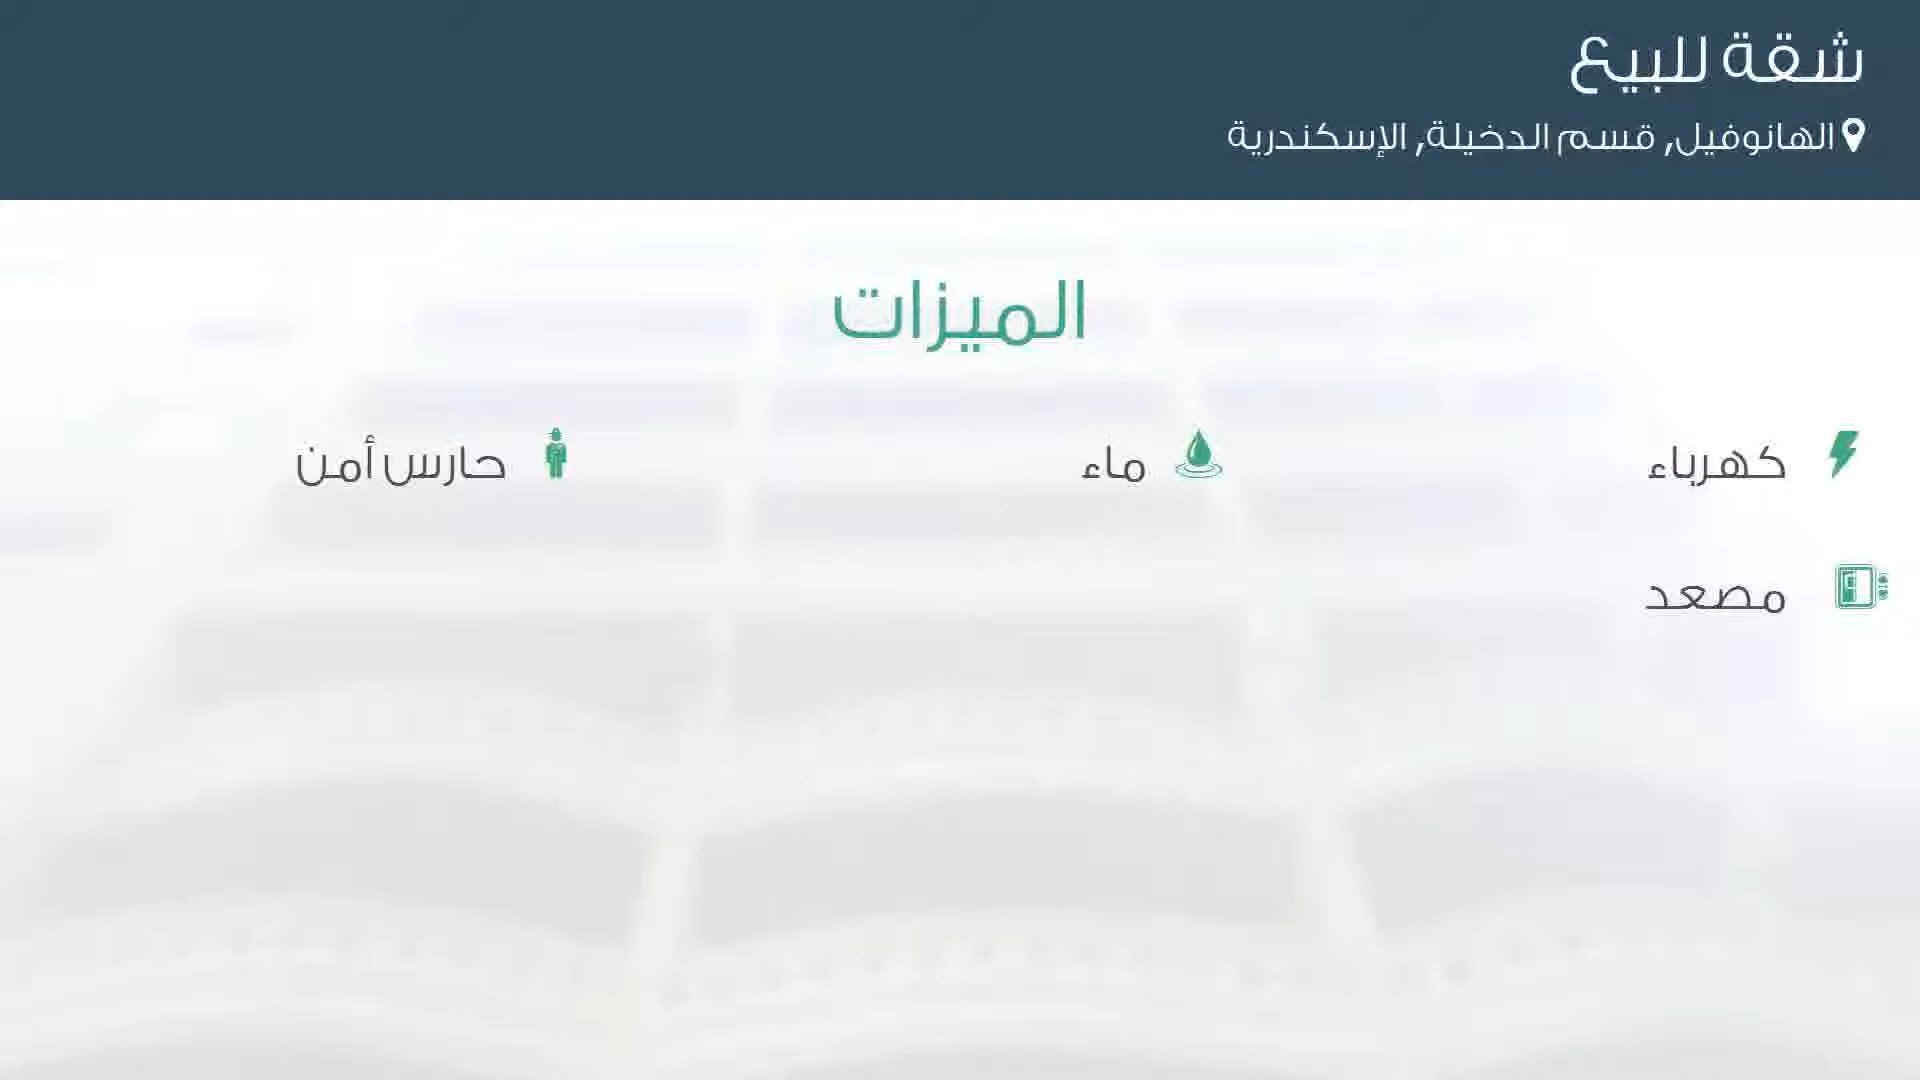 شقة للبيع
الهانوفيل, قسم الدخيلة, الإسكندرية
الميزات
كهرباء
ماء
حارس أمن
مصعد